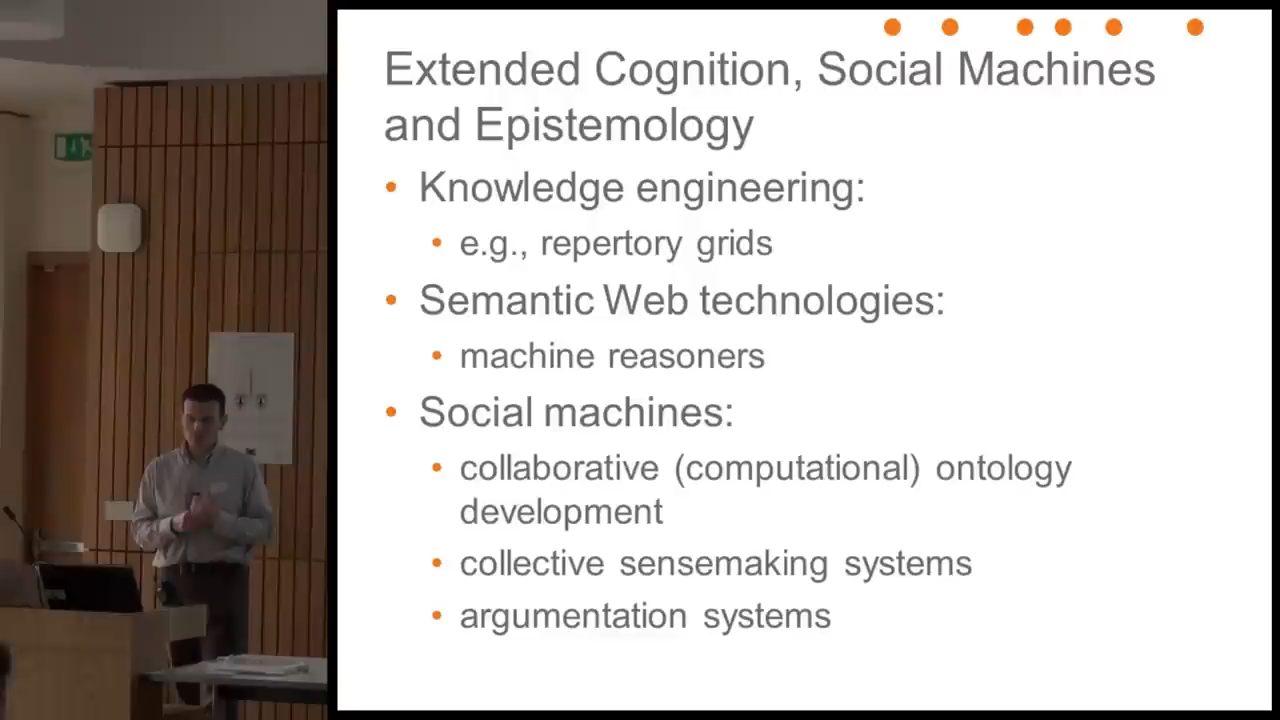 Extended Cognition, Social Machines
and Epistemology
• Knowledge engineering:
• e.g., repertory grids
• Semantic Web technologies:
• machine reasoners
• Social machines:
• collaborative (computational) ontology
development
• collective sensemaking systems
• argumentation systems